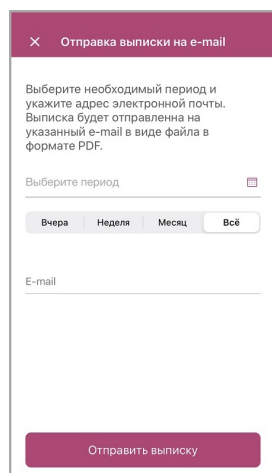 Отправка выписки на e-mail
Выберите необходимый период и
укажите адрес электронной почты.
Выписка будет отправленна на
указанный e-mail в виде файла в
формате PDF.
Выберите период
Вчера Неделя Месяц Всё
E-mail
Отправить выписку